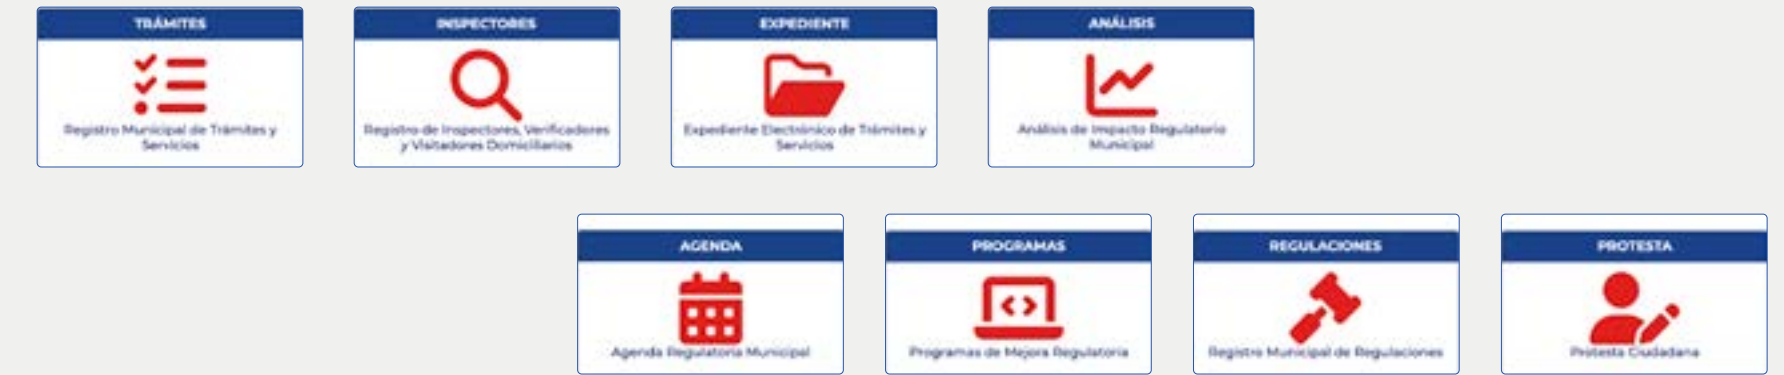 TRÁMITES
Registro Municipal de Trámites y
Servicios
INSPECTORES
Registro de Inspectores, Verificadores
y Visitadores Domiciliarios
EXPEDIENTE
Expediente Electrónico de Trámites y
Servicios
ANÁLISIS
Análisis de Impacto Regulatorio
Municipal
AGENDA
Agenda Regulatoria Municipal
PROGRAMAS
Programas de Mejora Regulatoria
REGULACIONES
Registro Municipal de Regulaciones
PROTESTA
Protesta Ciudadana